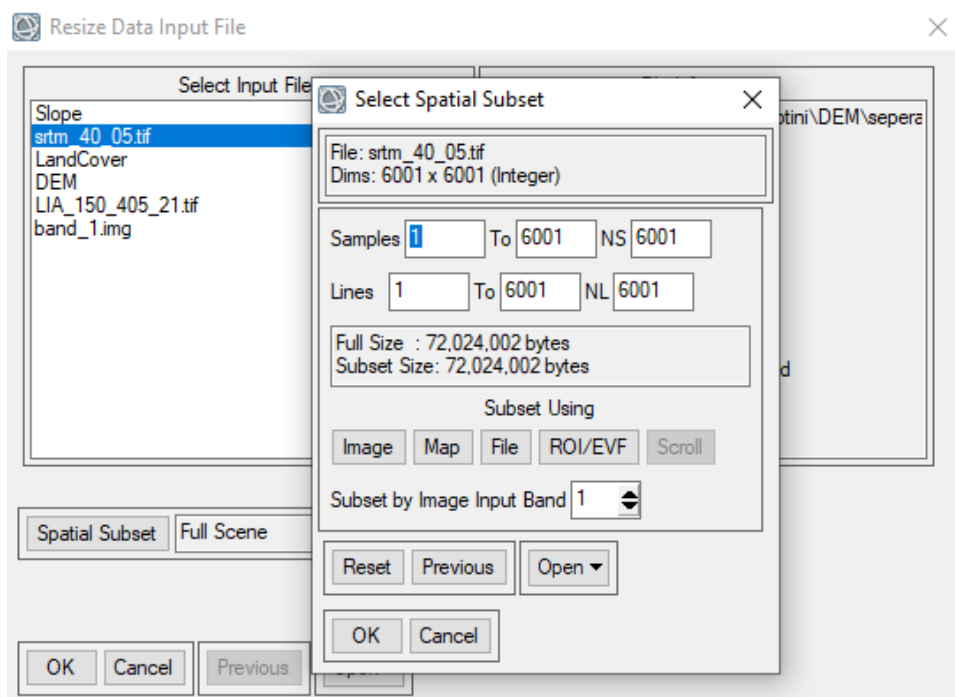 Resize Data Input File
Select Input File
Slope
srtm_40_05.tif
LandCover
DEM
LIA_150_405_21.tif
band_1.img
Spatial Subset Full Scene
OK Cancel Previous
Select Spatial Subset
File: srtm_40_05.tif
Dims: 6001 x 6001 (Integer)
Samples 1 To 6001 NS 6001
Lines 1 To 6001 NL 6001
Full Size : 72,024,002 bytes
Subset Size: 72,024,002 bytes
Subset Using
Image Map File ROI/EVF Scroll
Subset by Image Input Band 1
Reset Previous Open
OK Cancel
\DEM\sepera